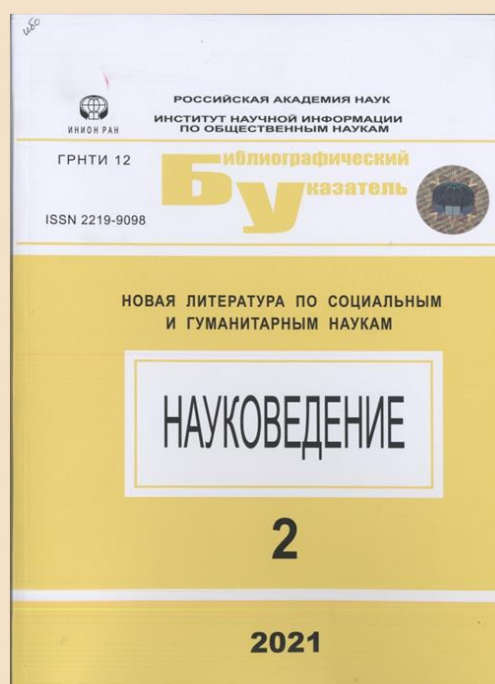 ибо
РОССИЙСКАЯ АКАДЕМИЯ НАУК
ИНИОН РАН
ИНСТИТУТ НАУЧНОЙ ИНФОРМАЦИИ
ПО ОБЩЕСТВЕННЫМ НАУКАМ
ГРНТИ 12
Библиографический
Указатель
ISSN 2219-9098
НОВАЯ ЛИТЕРАТУРА ПО СОЦИАЛЬНЫМ
И ГУМАНИТАРНЫМ НАУКАМ
НАУКОВЕДЕНИЕ
2
2021